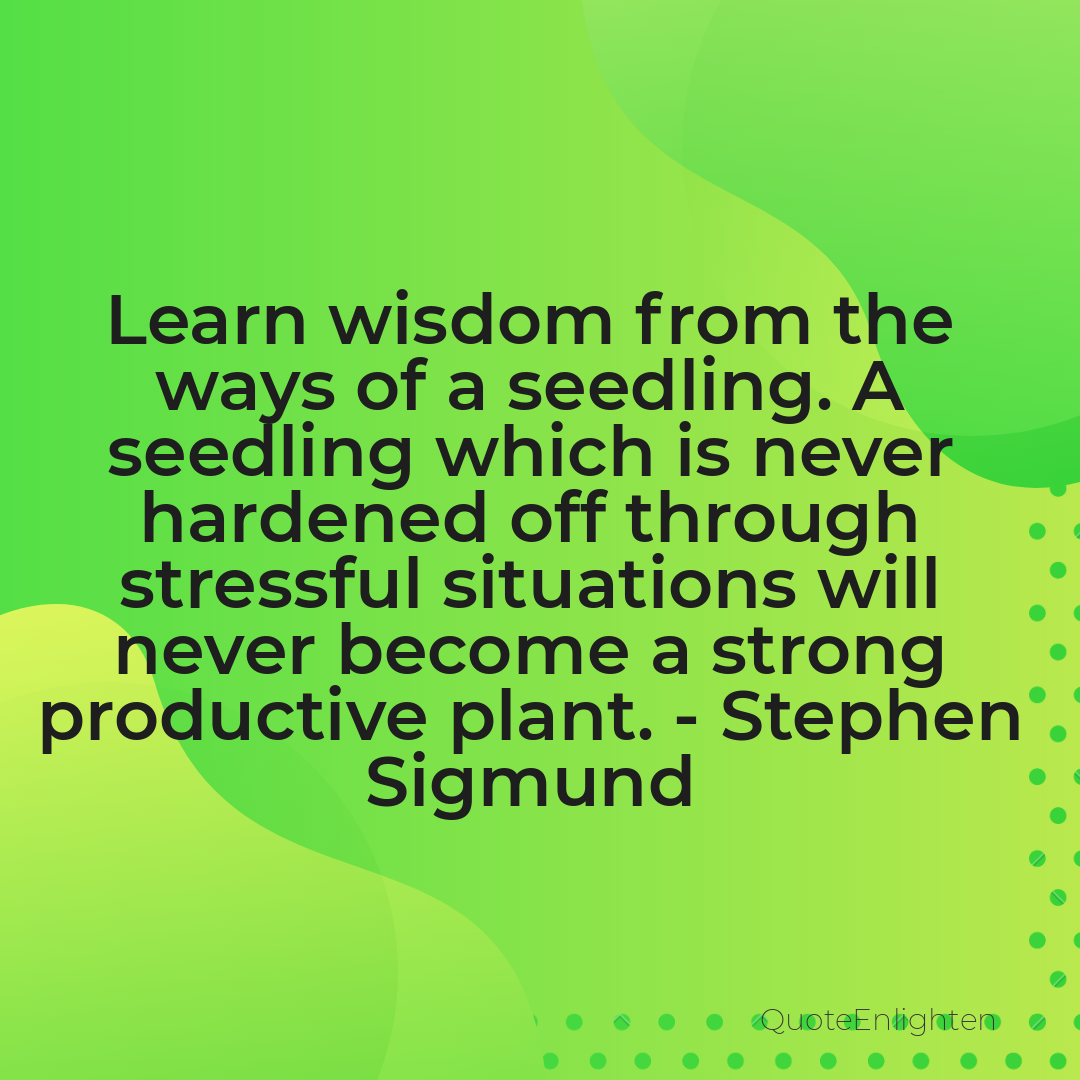 Learn wisdom from the
ways of a seedling. A
seedling which is never
hardened off through
stressful situations will
never become a strong
productive plant. - Stephen
Sigmund
QuoteEnlighten